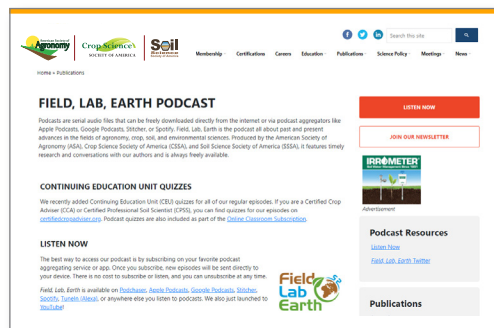 American Society of
Agronomy
Crop Science
SOCIETY OF AMERICA
Soil
Science
Society of America
Search this site
Membership Certifications Careers Education Publications Science Policy Meetings News
Home » Publications
FIELD, LAB, EARTH PODCAST
Podcasts are serial audio files that can be freely downloaded directly from the internet or via podcast aggregators like
Apple Podcasts, Google Podcasts, Stitcher, or Spotify. Field, Lab, Earth is the podcast all about past and present
advances in the fields of agronomy, crop, soil, and environmental sciences. Produced by the American Society of
Agronomy (ASA), Crop Science Society of America (CSSA), and Soil Science Society of America (SSSA), it features timely
research and conversations with our authors and is always freely available.
CONTINUING EDUCATION UNIT QUIZZES
We recently added Continuing Education Unit (CEU) quizzes for all of our regular episodes. If you are a Certified Crop
Adviser (CCA) or Certified Professional Soil Scientist (CPSS), you can find quizzes for our episodes on
certifiedcropadviser.org. Podcast quizzes are also included as part of the Online Classroom Subscription.
LISTEN NOW
The best way to access our podcast is by subscribing on your favorite podcast
aggregating service or app. Once you subscribe, new episodes will be sent directly to
your device. There is no cost to subscribe or listen, and you can unsubscribe at any time.
Field, Lab, Earth is available on Podchaser, Apple Podcasts, Google Podcasts, Stitcher,
Spotify, TuneIn (Alexa), or anywhere else you listen to podcasts. We also just launched to
YouTube!
Field
Lab
Earth
LISTEN NOW
JOIN OUR NEWSLETTER
IRROMETER
Advertisement
Podcast Resources
Listen Now
Field, Lab, Earth Twitter
Publications